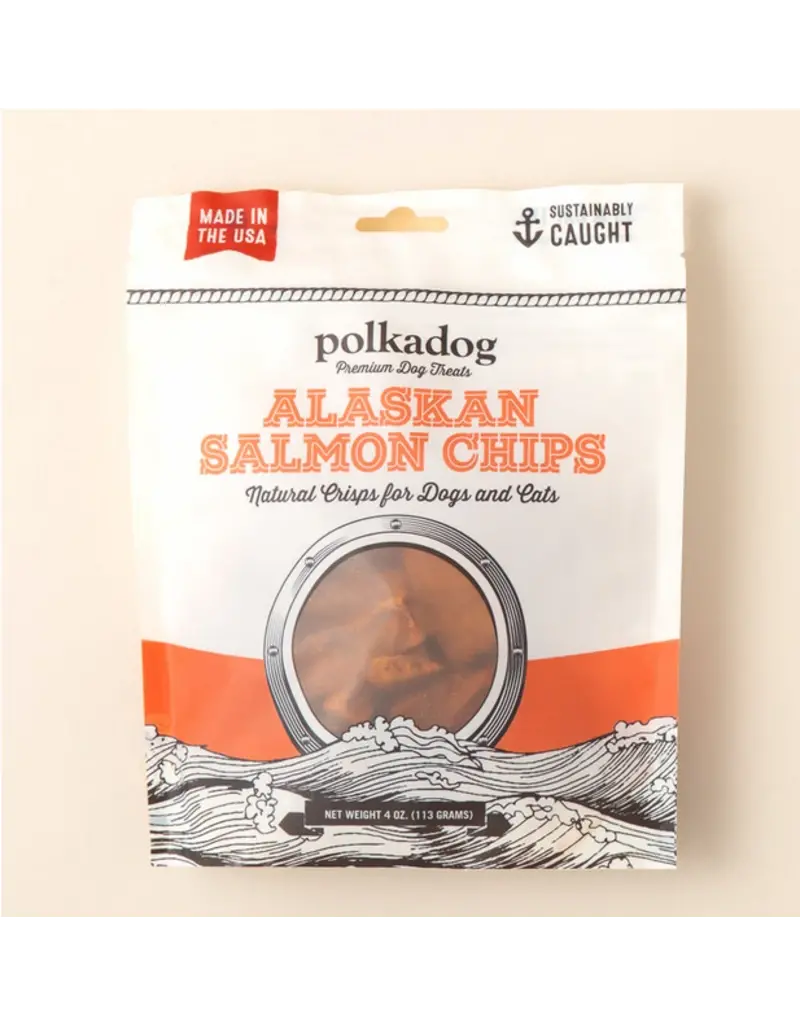 MADE IN
THE USA
SUSTAINABLY
CAUGHT
polkadog
Premium Dog Treats
ALASKAN
SALMON CHIPS
Natural Crisps for Dogs and Cats
NET WEIGHT 4 OZ. (113 GRAMS)